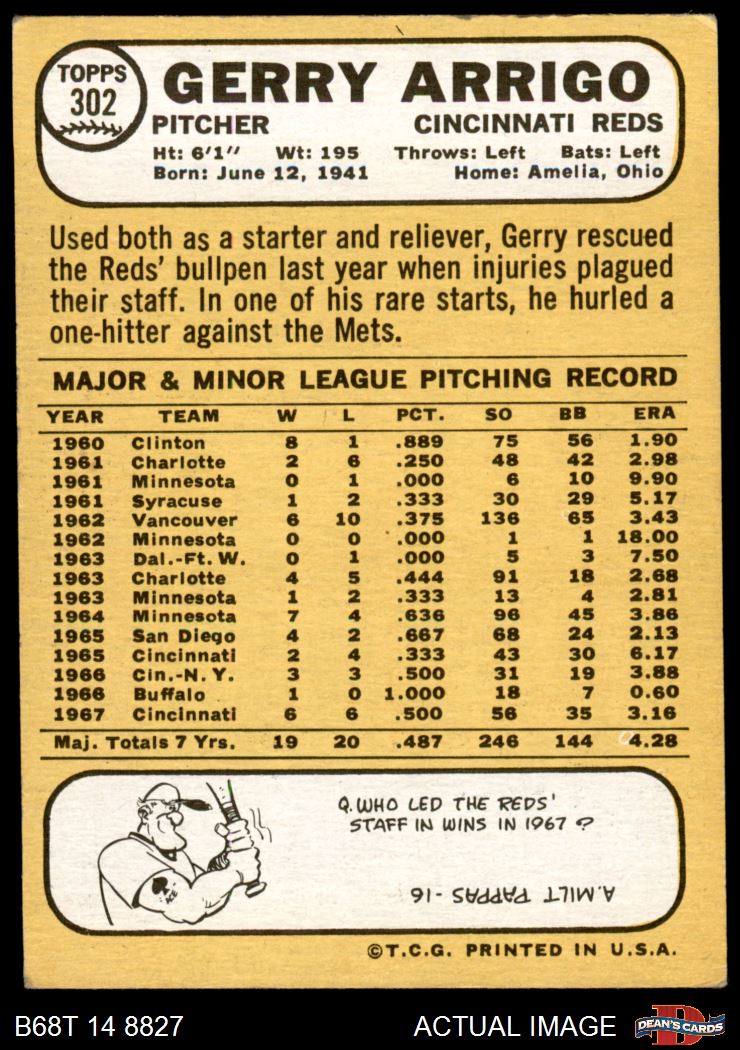 TOPPS
302
GERRY ARRIGO
PITCHER CINCINNATI REDS
Ht: 6'1" Wt: 195 Throws: Left Bats: Left
Born: June 12, 1941 Home: Amelia, Ohio
Used both as a starter and reliever, Gerry rescued
the Reds' bullpen last year when injuries plagued
their staff. In one of his rare starts, he hurled a
one-hitter against the Mets.
MAJOR & MINOR LEAGUE PITCHING RECORD
YEAR TEAM W L PCT. SO BB ERA
1960 Clinton 8 1 .889 75 56 1.90
1961 Charlotte 2 6 .250 48 42 2.98
1961 Minnesota 0 1 .000 6 10 9.90
1961 Syracuse 1 2 .333 30 29 5.17
1962 Vancouver 6 10 .375 136 65 3.43
1962 Minnesota 0 0 .000 1 1 18.00
1963 Dal.-Ft. W. 0 1 .000 5 3 7.50
1963 Charlotte 4 5 .444 91 18 2.68
1963 Minnesota 1 2 .333 13 4 2.81
1964 Minnesota 7 4 .636 96 45 3.86
1965 San Diego 4 2 .667 68 24 2.13
1965 Cincinnati 2 4 .333 43 30 6.17
1966 Cin.-N.Y. 3 3 .500 31 19 3.88
1966 Buffalo 1 0 1.000 18 7 0.60
1967 Cincinnati 6 6 .500 56 35 3.16
Maj. Totals 7 Yrs. 19 20 .487 246 144 4.28
Q. WHO LED THE REDS'
STAFF IN WINS IN 1967?
A. MILT PAPPAS -16
ACE
©T.C.G. PRINTED IN U.S.A.
B68T 14 8827 ACTUAL IMAGE DEAN'S CARDS